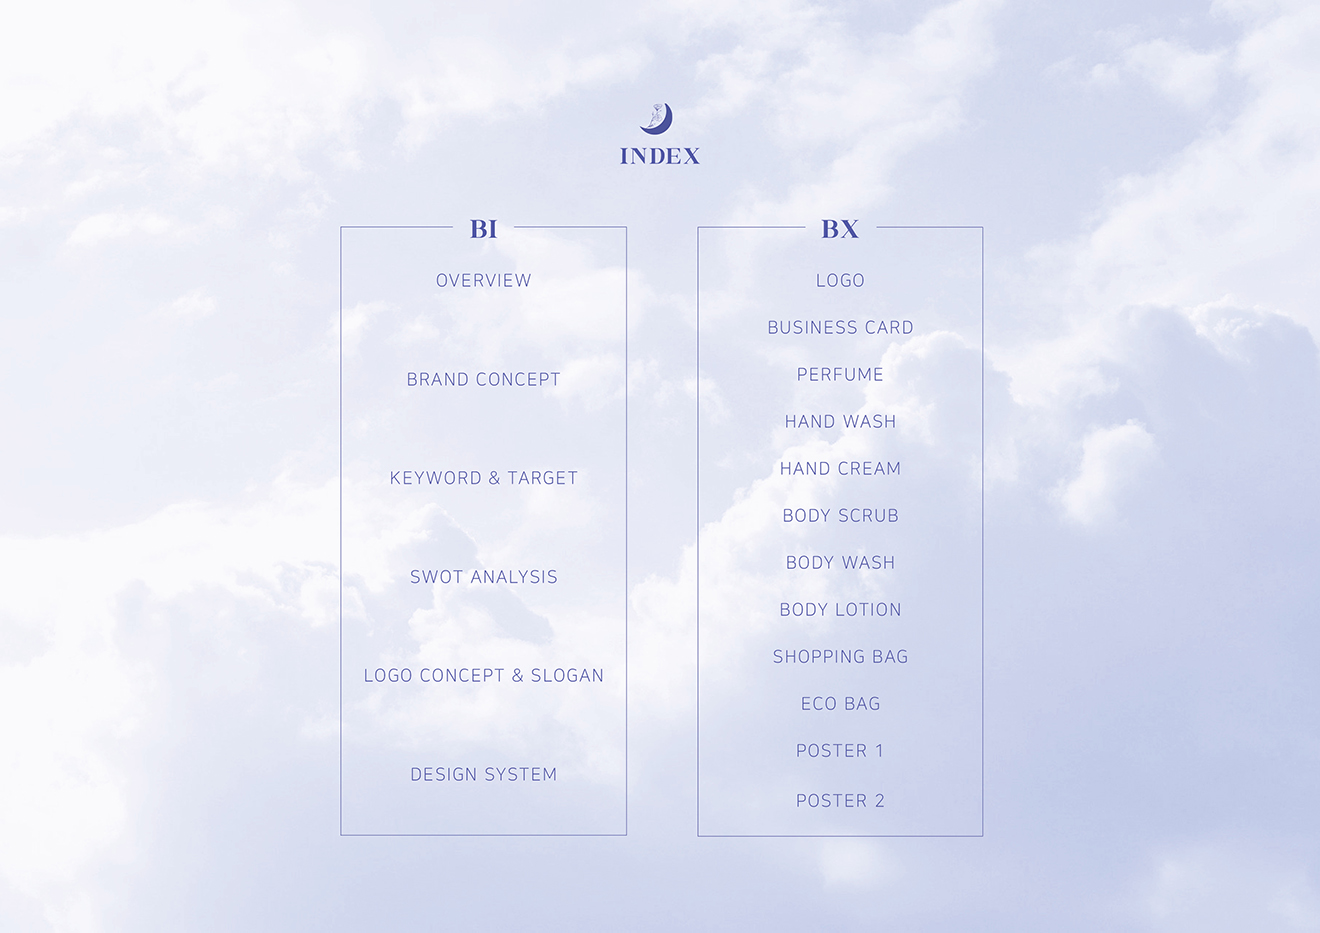 INDEX
BI
OVERVIEW
BRAND CONCEPT
KEYWORD & TARGET
SWOT ANALYSIS
LOGO CONCEPT & SLOGAN
DESIGN SYSTEM
BX
LOGO
BUSINESS CARD
PERFUME
HAND WASH
HAND CREAM
BODY SCRUB
BODY WASH
BODY LOTION
SHOPPING BAG
ECO BAG
POSTER 1
POSTER 2